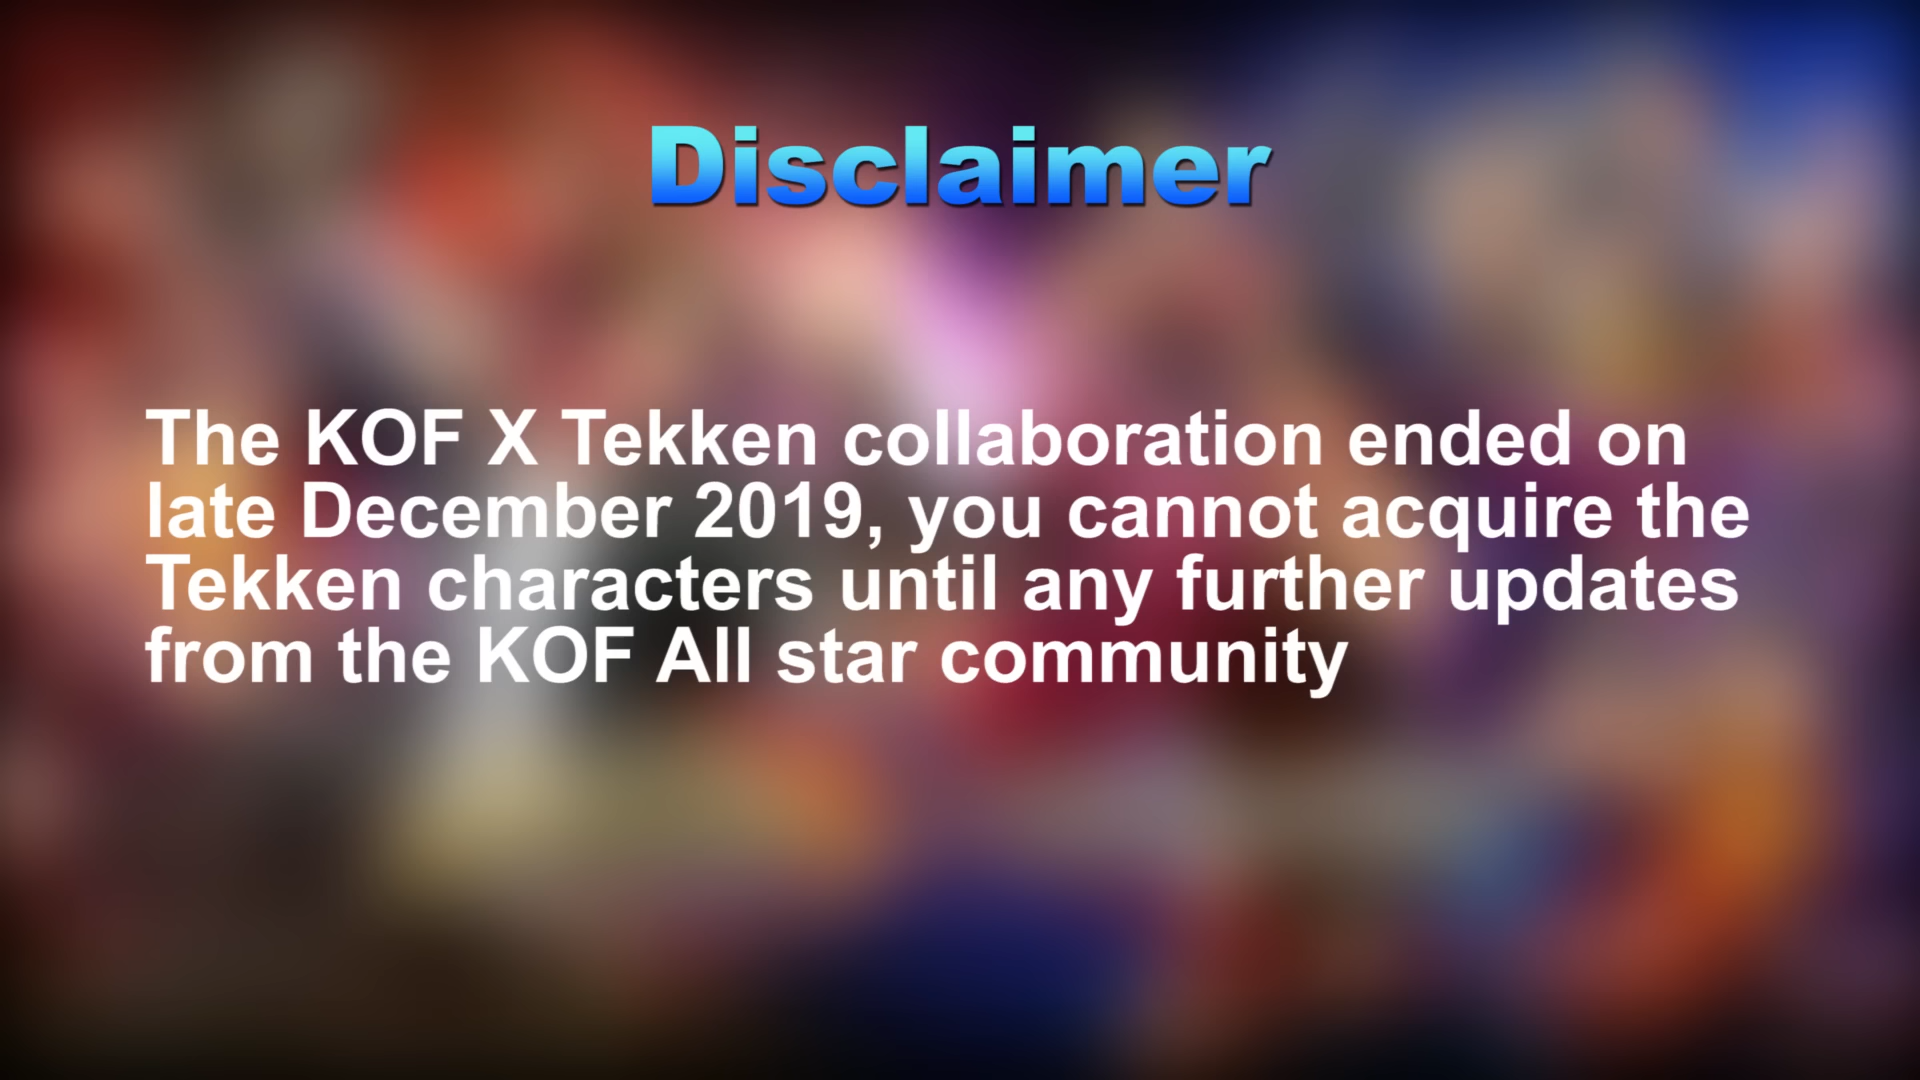 Disclaimer
The KOF X Tekken collaboration ended on
late December 2019, you cannot acquire the
Tekken characters until any further updates
from the KOF All star community